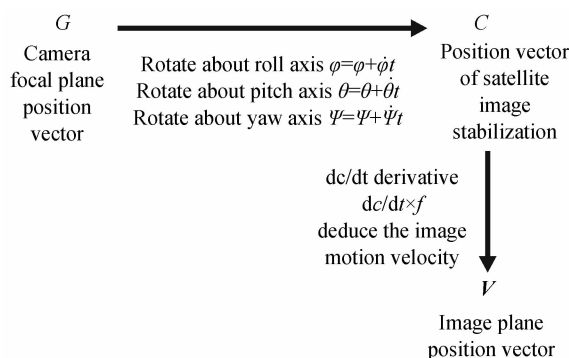 G
Camera
focal plane
position
vector
Rotate about roll axis φ=φ+φ̇t
Rotate about pitch axis θ=θ+θ̇t
Rotate about yaw axis Ψ=Ψ+Ψ̇t
C
Position vector
of satellite
image
stabilization
dc/dt derivative
dc/dt×f
deduce the image
motion velocity
V
Image plane
position vector